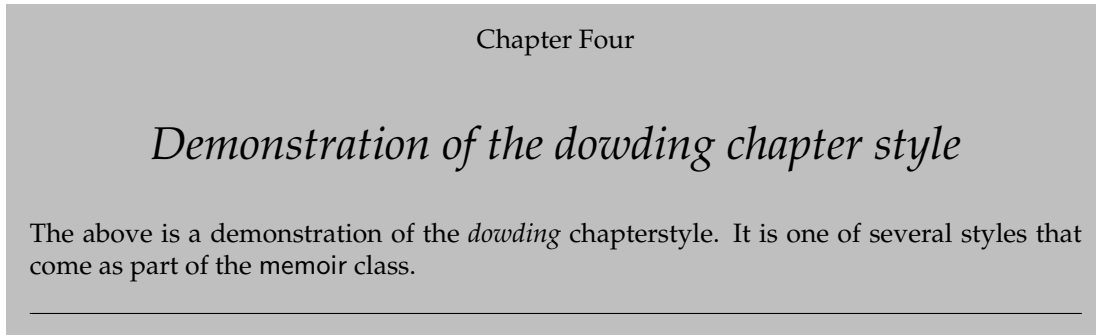 Chapter Four
Demonstration of the dowding chapter style
The above is a demonstration of the dowding chapterstyle. It is one of several styles that
come as part of the memoir class.